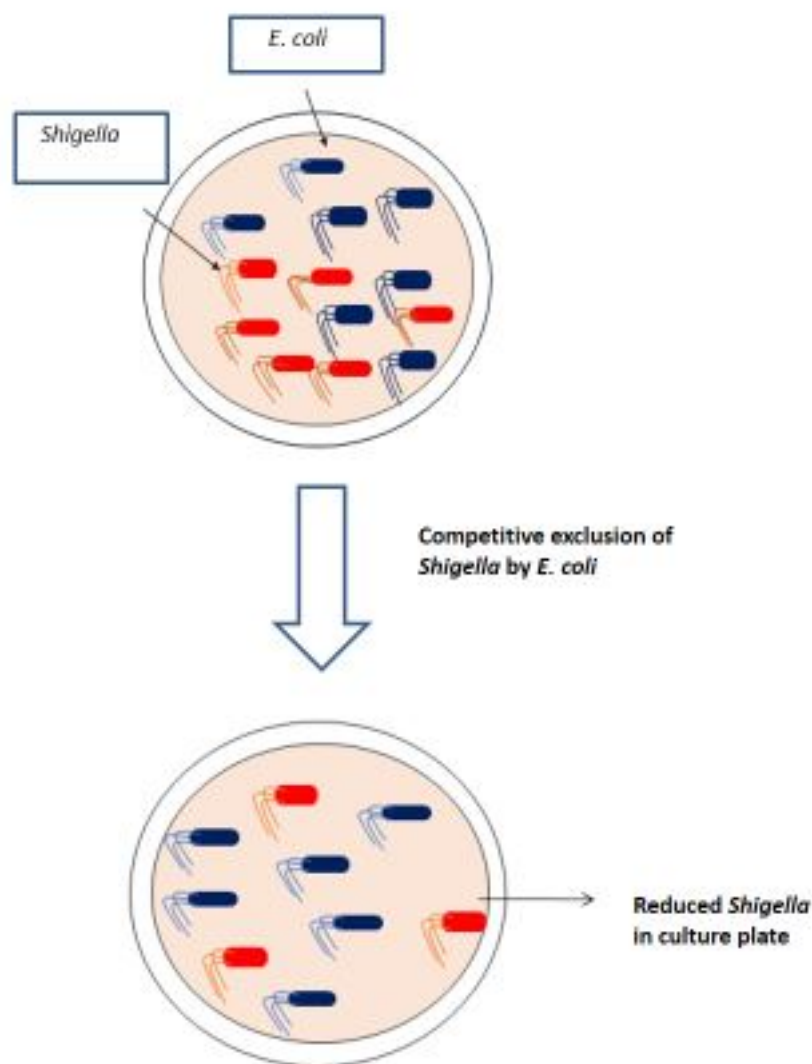 E. coli
Shigella
Competitive exclusion of
Shigella by E. coli
Reduced Shigella
in culture plate